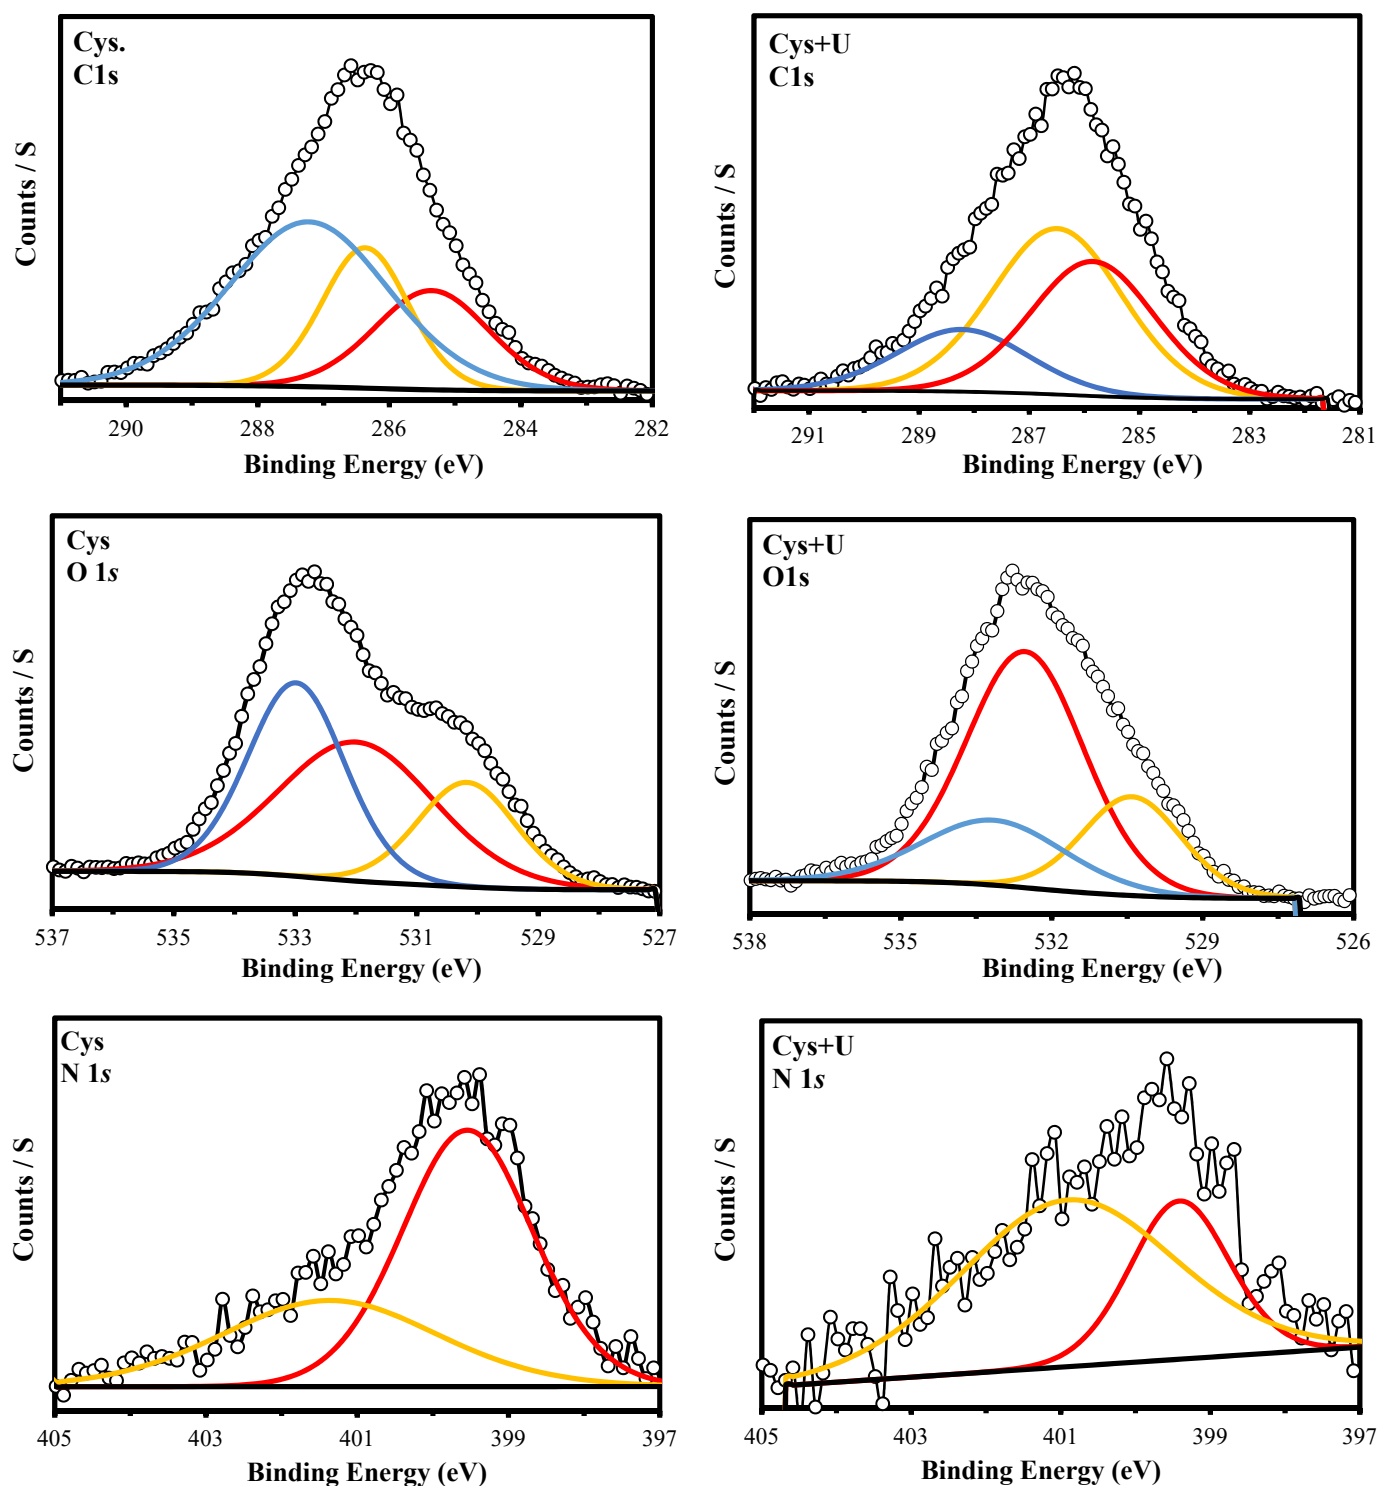 Cys.
C1s
Counts / S
290 288 286 284 282
Binding Energy (eV)
Cys+U
C1s
Counts / S
291 289 287 285 283 281
Binding Energy (eV)
Cys
O 1s
Counts / S
537 535 533 531 529 527
Binding Energy (eV)
Cys+U
O1s
Counts / S
538 535 532 529 526
Binding Energy (eV)
Cys
N 1s
Counts / S
405 403 401 399 397
Binding Energy (eV)
Cys+U
N 1s
Counts / S
405 403 401 399 397
Binding Energy (eV)